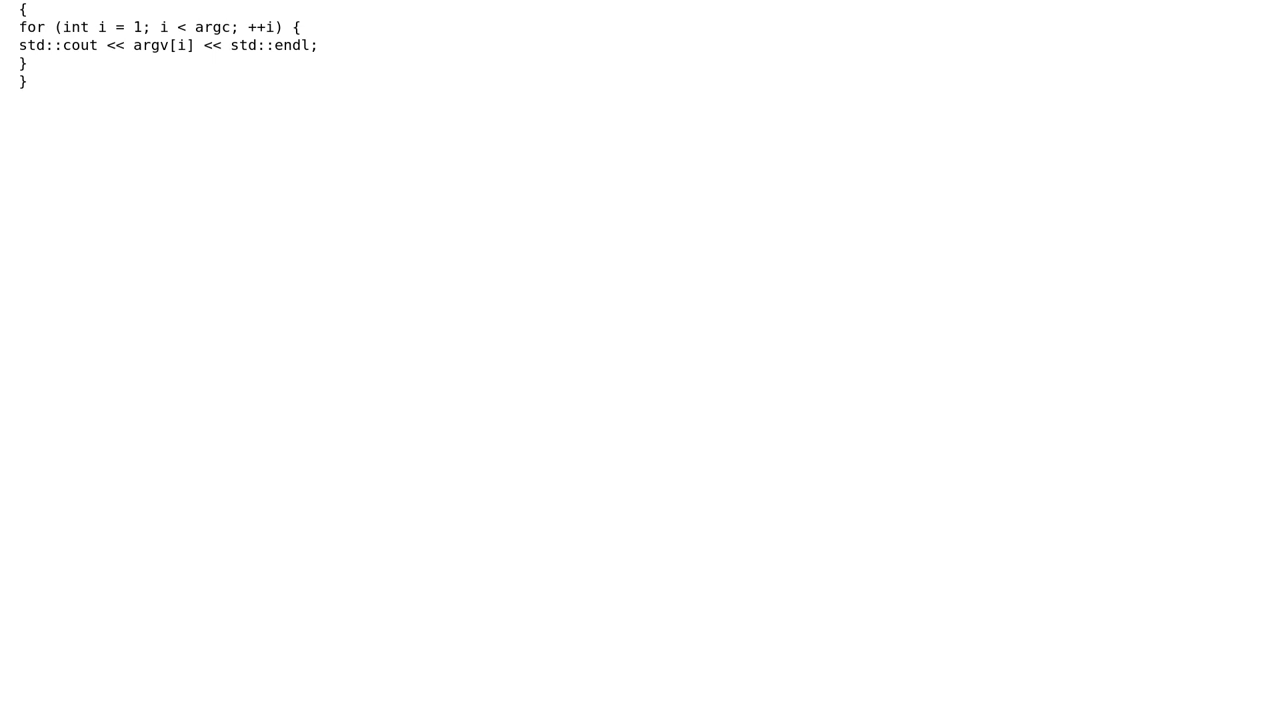 {
for (int i = 1; i < argc; ++i) {
std::cout << argv[i] << std::endl;
}
}